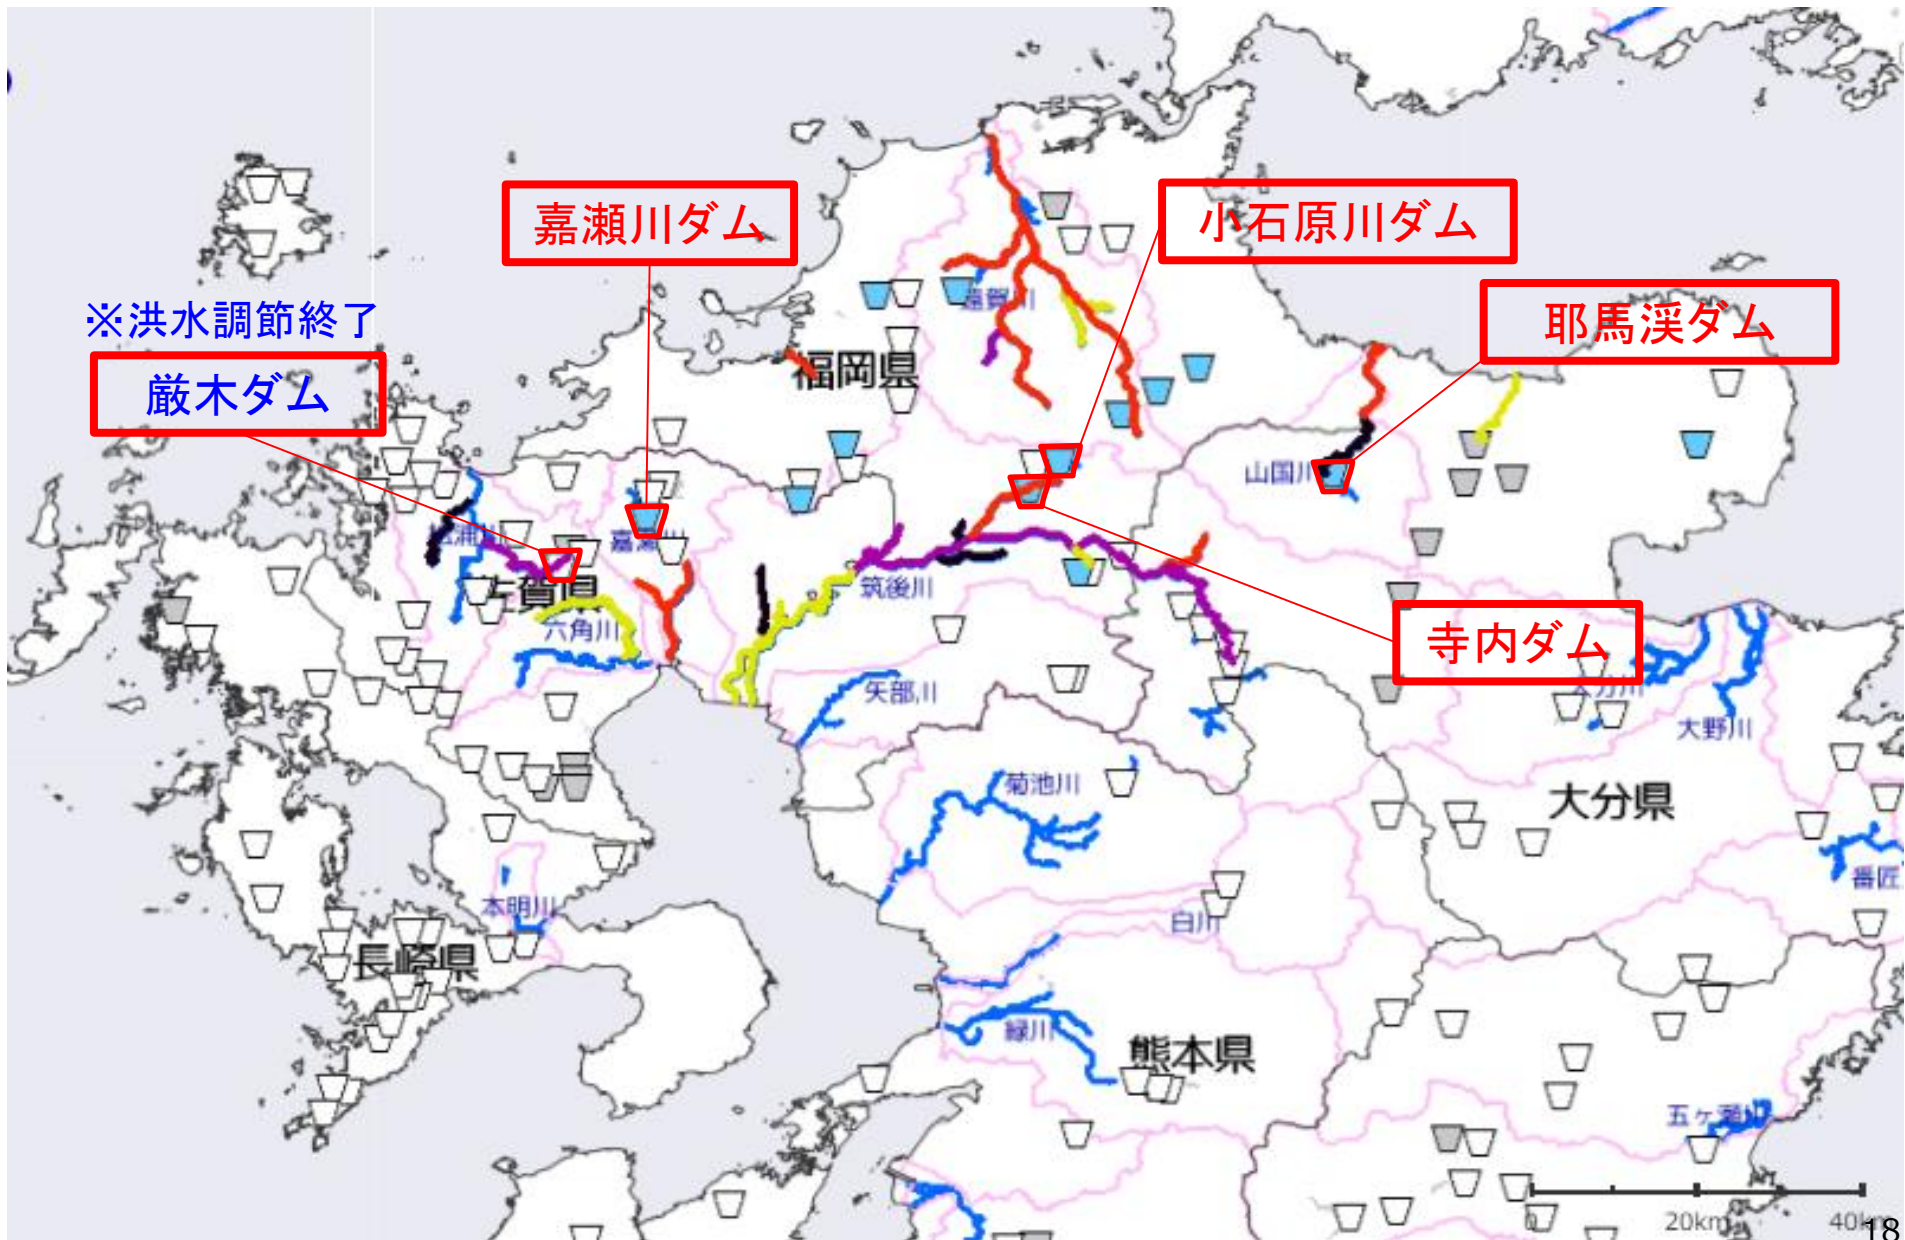 嘉瀬川ダム
小石原川ダム
※洪水調節終了
耶馬渓ダム
厳木ダム
遠賀川
福岡県
山国川
嘉瀬川
佐賀県
筑後川
六角川
寺内ダム
矢部川
大分川
大野川
菊池川
大分県
番匠
本明川
白川
長崎県
緑川
熊本県
五ヶ瀬川
0
20km
40km
18